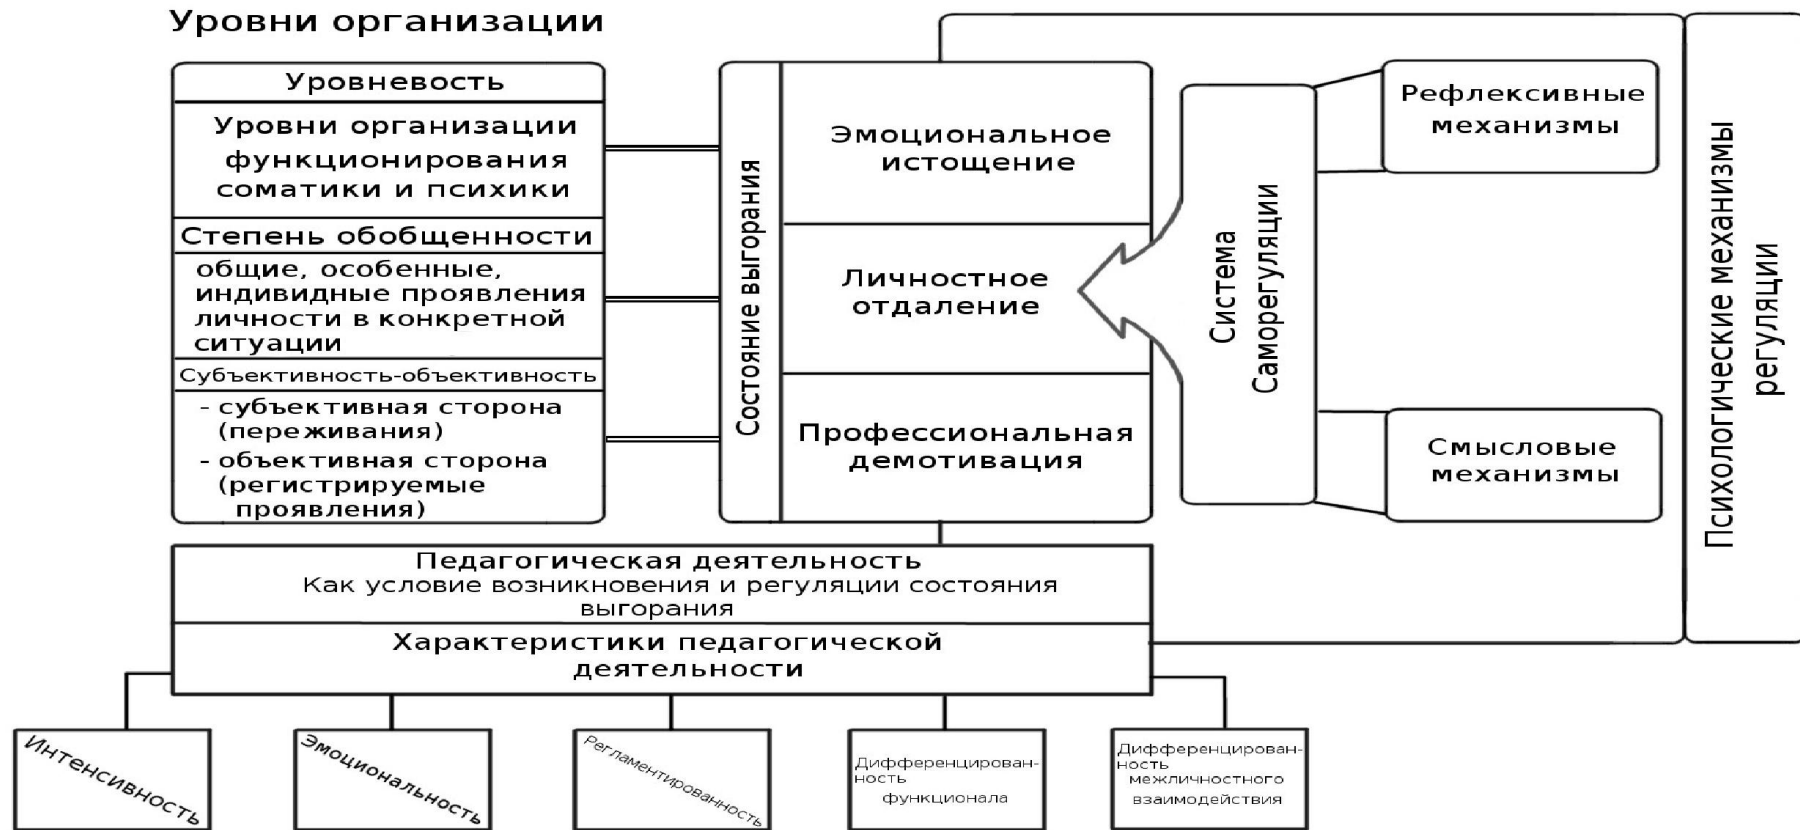 Уровни организации
Уровневость
Уровни организации
функционирования
соматики и психики
Степень обобщенности
общие, особенные,
индивидные проявления
личности в конкретной
ситуации
Субъективность-объективность
- субъективная сторона
(переживания)
- объективная сторона
(регистрируемые
проявления)
Состояние выгорания
Эмоциональное
истощение
Личностное
отдаление
Профессиональная
демотивация
Система
Саморегуляции
Рефлексивные
механизмы
Смысловые
механизмы
Психологические механизмы
регуляции
Педагогическая деятельность
Как условие возникновения и регуляции состояния
выгорания
Характеристики педагогической
деятельности
Интенсивность
Эмоциональность
Регламентированность
Дифференцирован-
ность
функционала
Дифференцирован-
ность
межличностного
взаимодействия